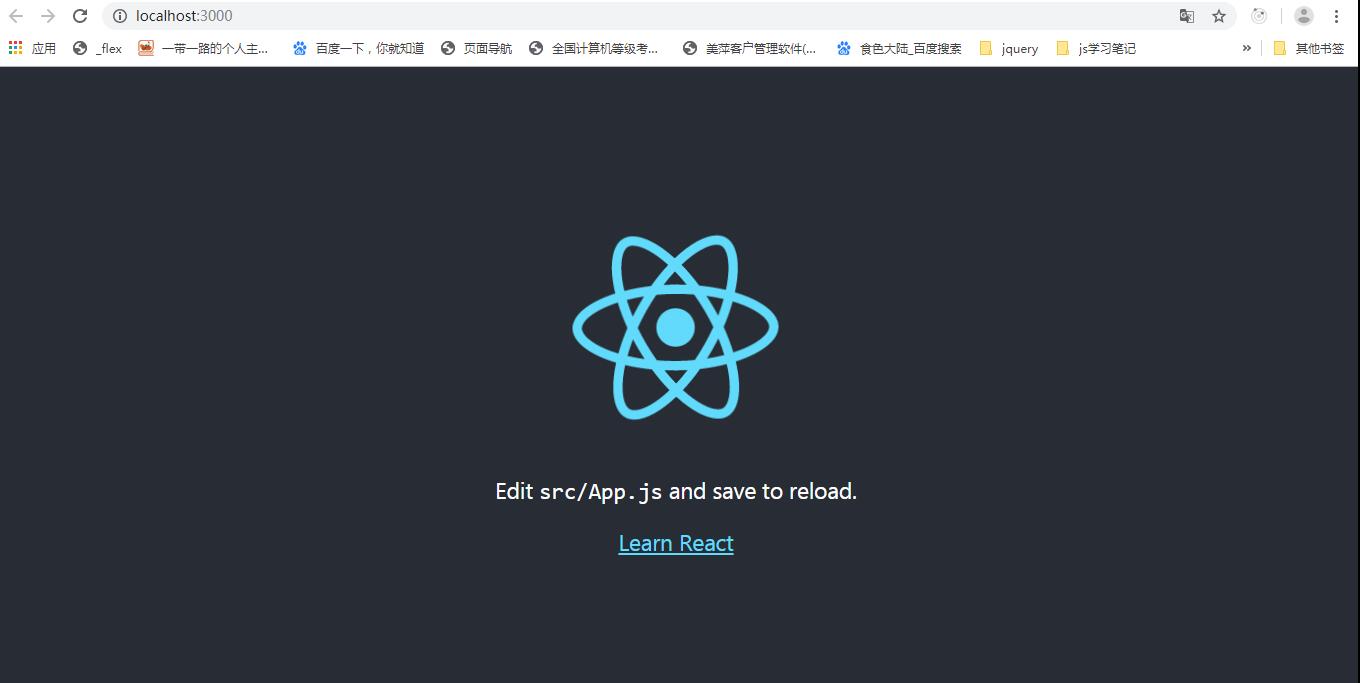 localhost:3000
应用 _flex 一带一路的个人主... 百度一下，你就知道 页面导航 全国计算机等级考... 美萍客户管理软件(... 食色大陆_百度搜索 jquery js学习笔记 » 其他书签
Edit src/App.js and save to reload.
Learn React